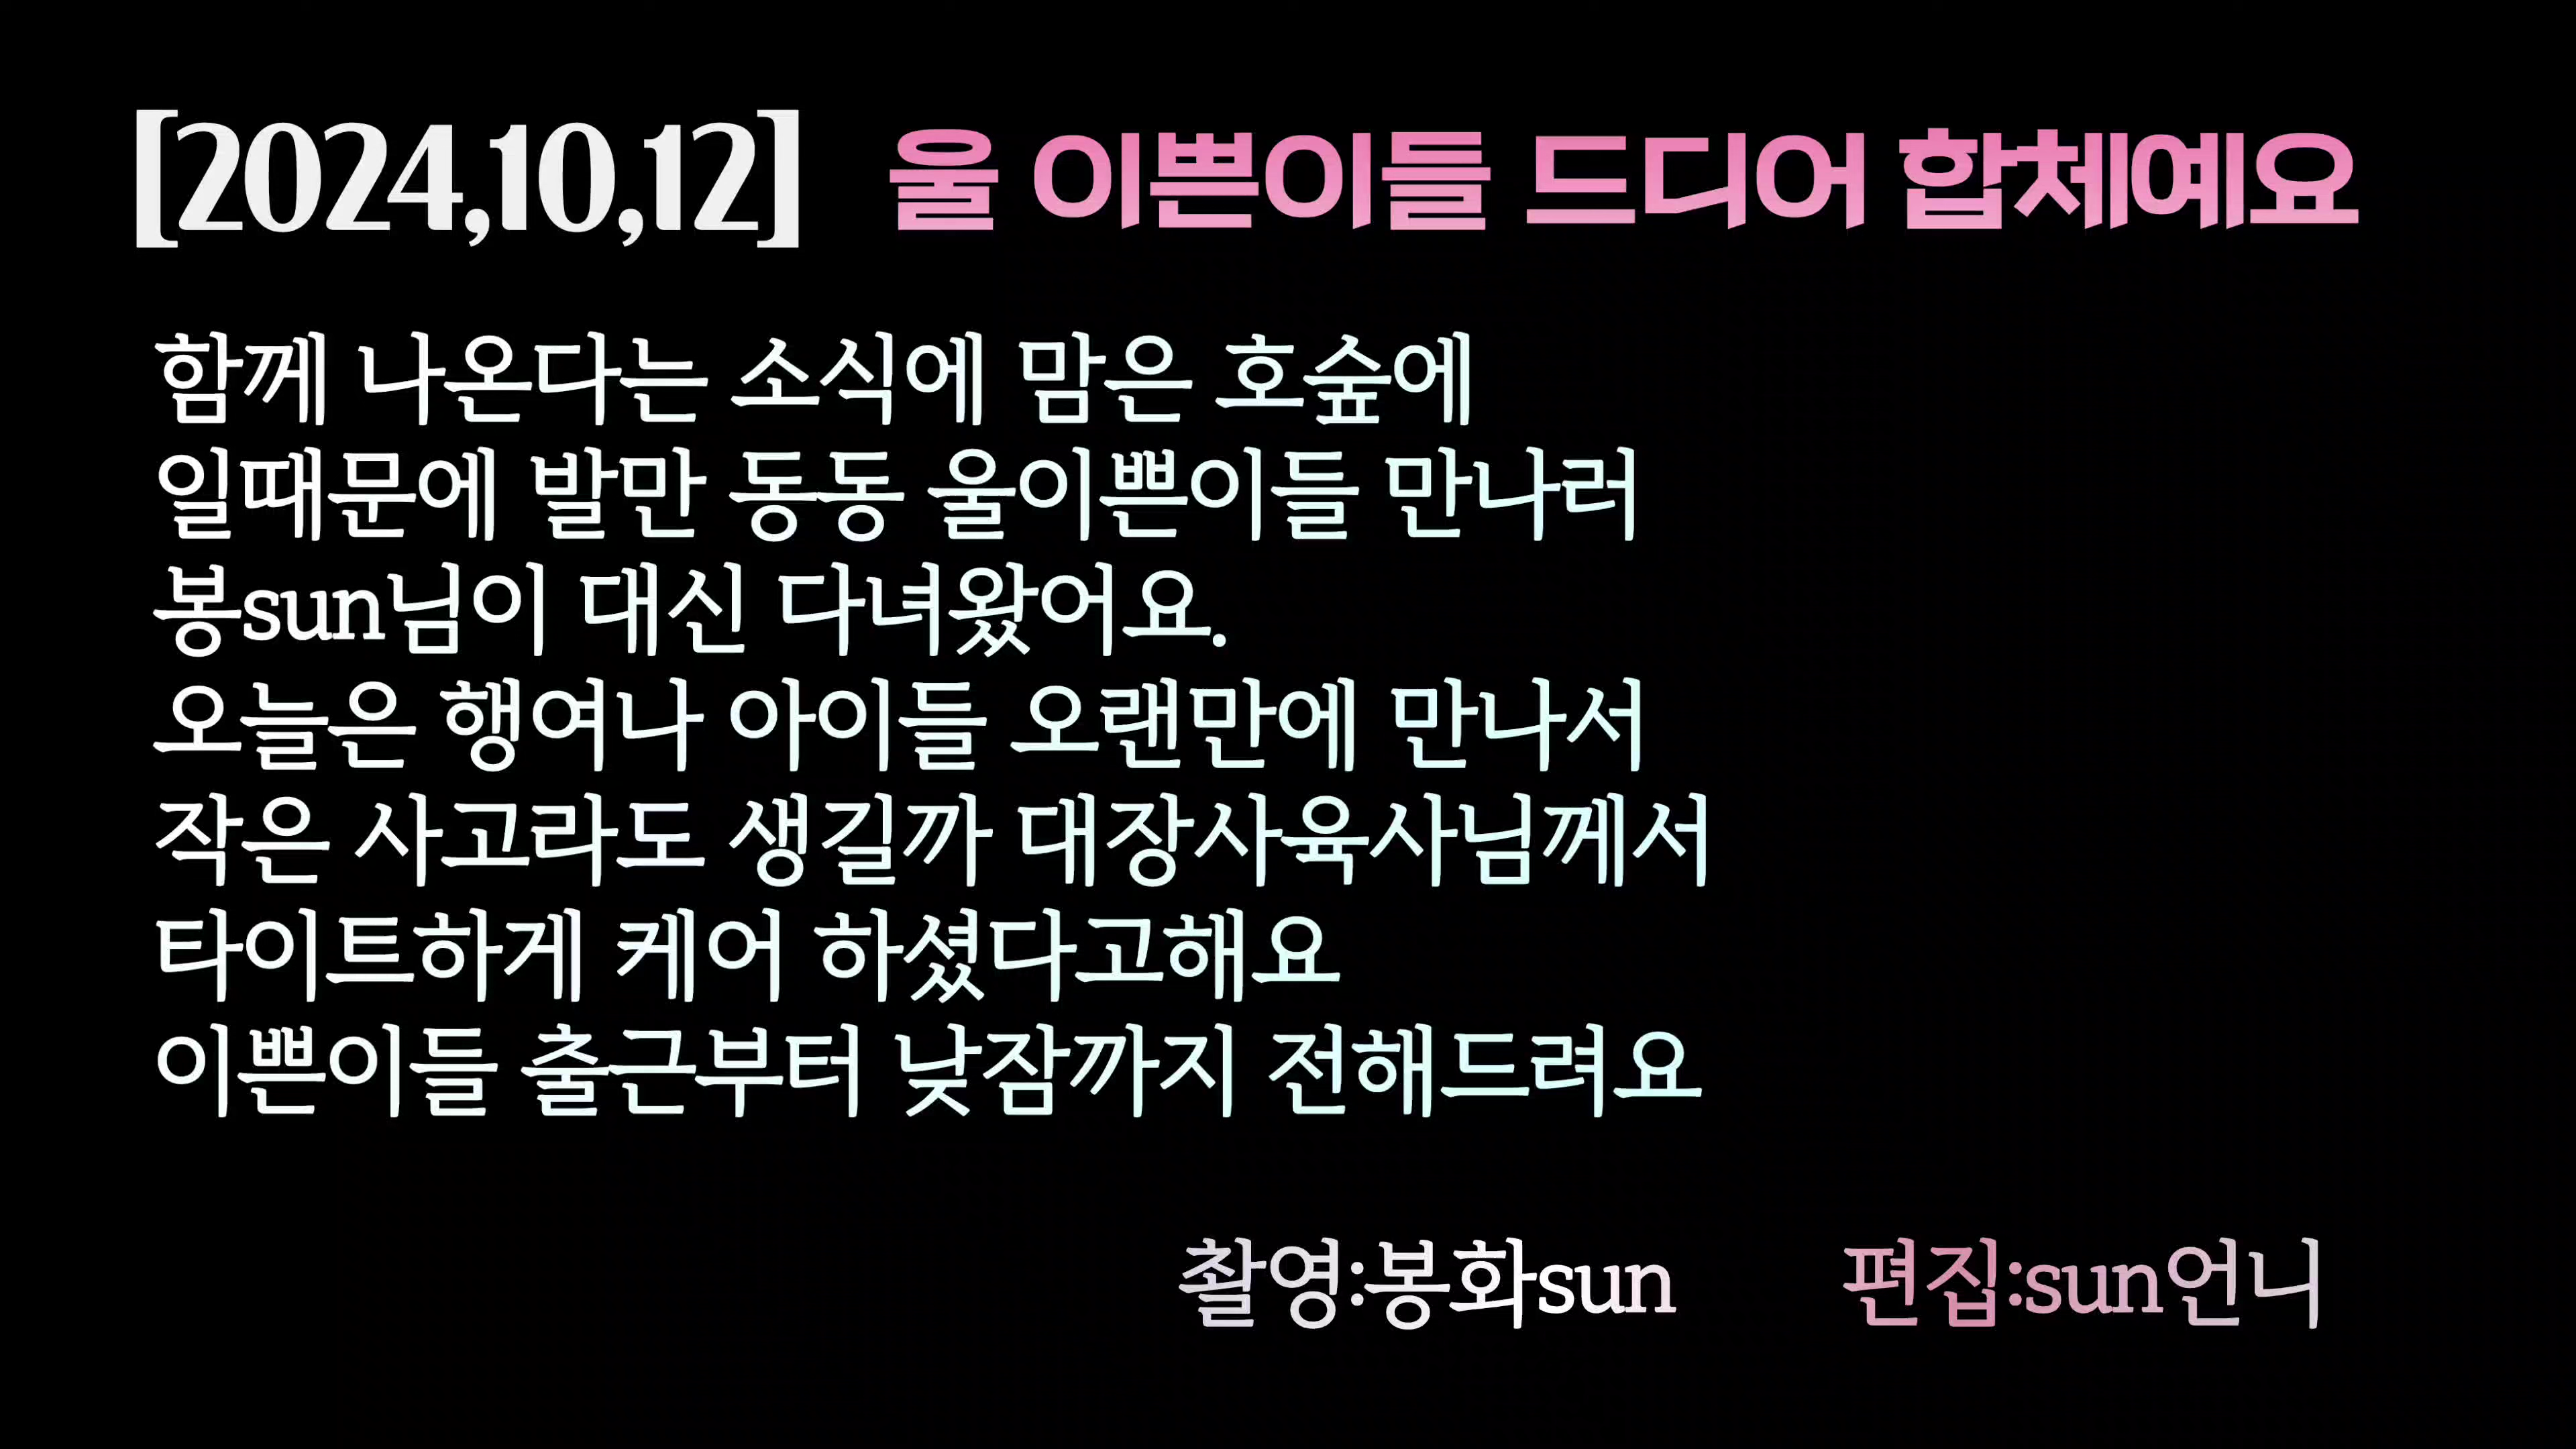 [2024,10,12] 울 이쁜이들 드디어 합체예요
함께 나온다는 소식에 맘은 호숲에
일때문에 발만 동동 울이쁜이들 만나러
봉sun님이 대신 다녀왔어요.
오늘은 행여나 아이들 오랜만에 만나서
작은 사고라도 생길까 대장사육사님께서
타이트하게 케어 하셨다고해요
이쁜이들 출근부터 낮잠까지 전해드려요
촬영:봉화sun 편집:sun언니